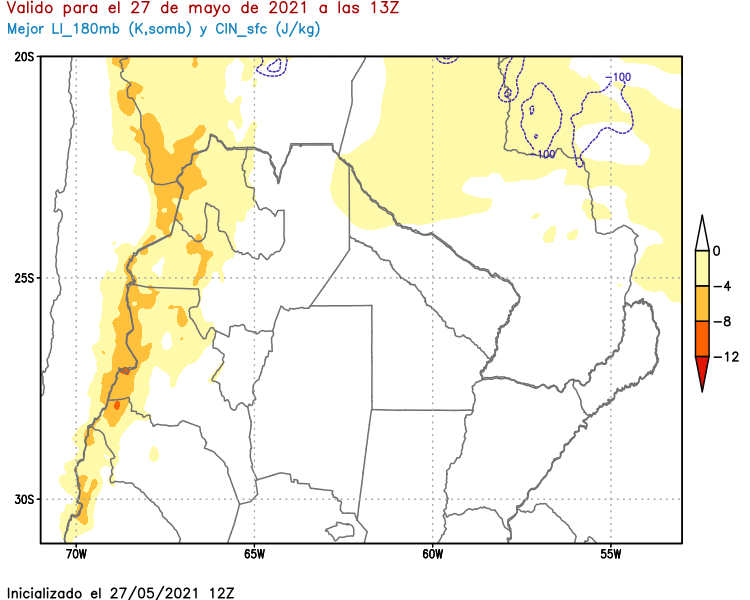 Valido para el 27 de mayo de 2021 a las 13Z
Mejor LI_180mb (K,somb) y CIN_sfc (J/kg)
20S
-100
-100
0
25S
-4
-8
-12
30S
70W 65W 60W 55W
Inicializado el 27/05/2021 12Z